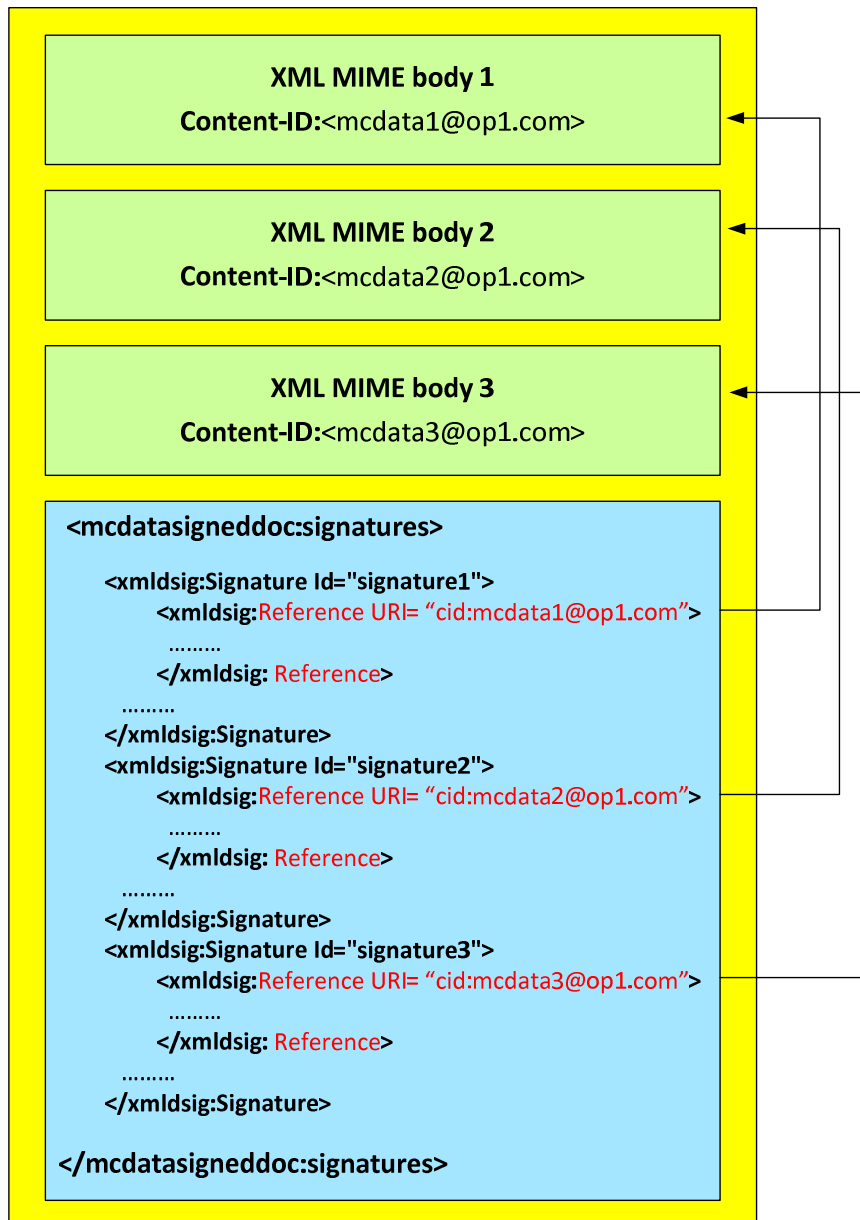 XML MIME body 1
Content-ID:<mcdata1@op1.com>
XML MIME body 2
Content-ID:<mcdata2@op1.com>
XML MIME body 3
Content-ID:<mcdata3@op1.com>
<mcdatasigneddoc:signatures>
<xmldsig:Signature Id="signature1">
<xmldsig:Reference URI= “cid:mcdata1@op1.com”>
.........
</xmldsig: Reference>
.........
</xmldsig:Signature>
<xmldsig:Signature Id="signature2">
<xmldsig:Reference URI= “cid:mcdata2@op1.com”>
.........
</xmldsig: Reference>
.........
</xmldsig:Signature>
<xmldsig:Signature Id="signature3">
<xmldsig:Reference URI= “cid:mcdata3@op1.com”>
.........
</xmldsig: Reference>
.........
</xmldsig:Signature>
</mcdatasigneddoc:signatures>